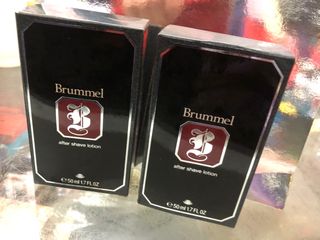 Brummel
B
after shave lotion
℮ 50 ml 1.7 FL OZ
Brummel
B
after shave lotion
℮ 50 ml 1.7 FL OZ